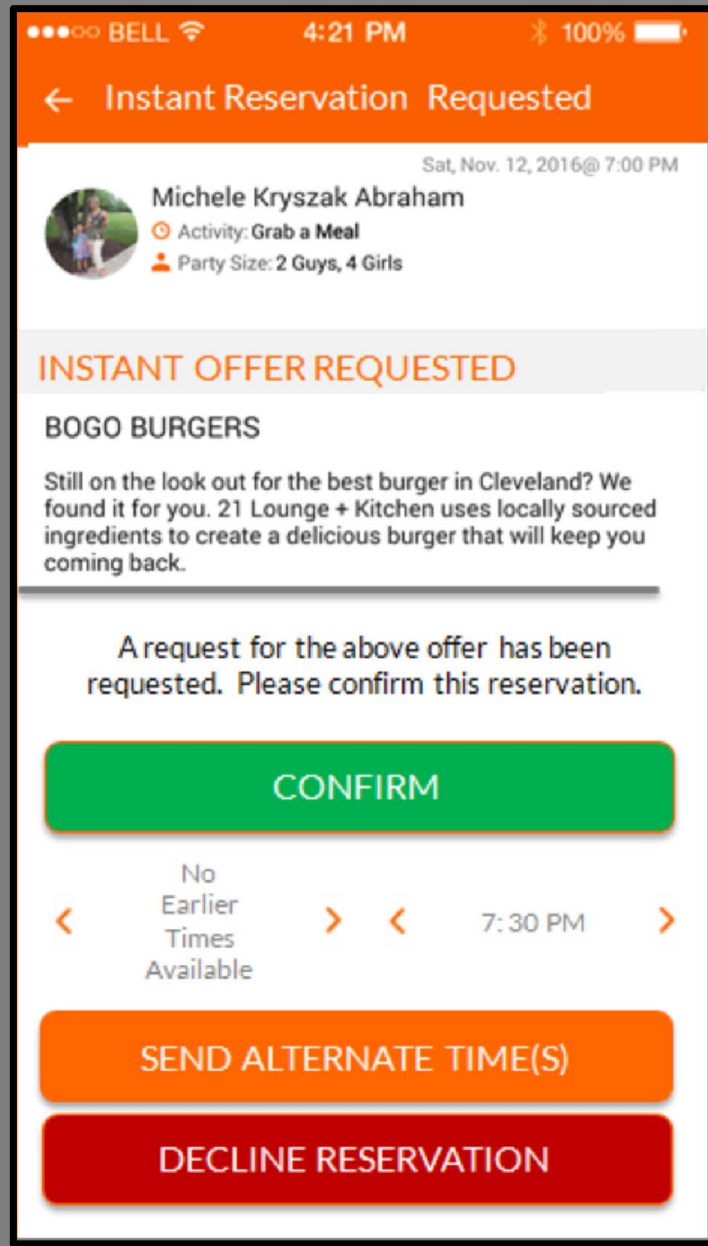 BELL 4:21 PM 100%
Instant Reservation Requested
Sat, Nov. 12, 2016@ 7:00 PM
Michele Kryszak Abraham
Activity: Grab a Meal
Party Size: 2 Guys, 4 Girls
INSTANT OFFER REQUESTED
BOGO BURGERS
Still on the look out for the best burger in Cleveland? We
found it for you. 21 Lounge + Kitchen uses locally sourced
ingredients to create a delicious burger that will keep you
coming back.
A request for the above offer has been
requested. Please confirm this reservation.
CONFIRM
No
Earlier
Times
Available
7:30 PM
SEND ALTERNATE TIME(S)
DECLINE RESERVATION